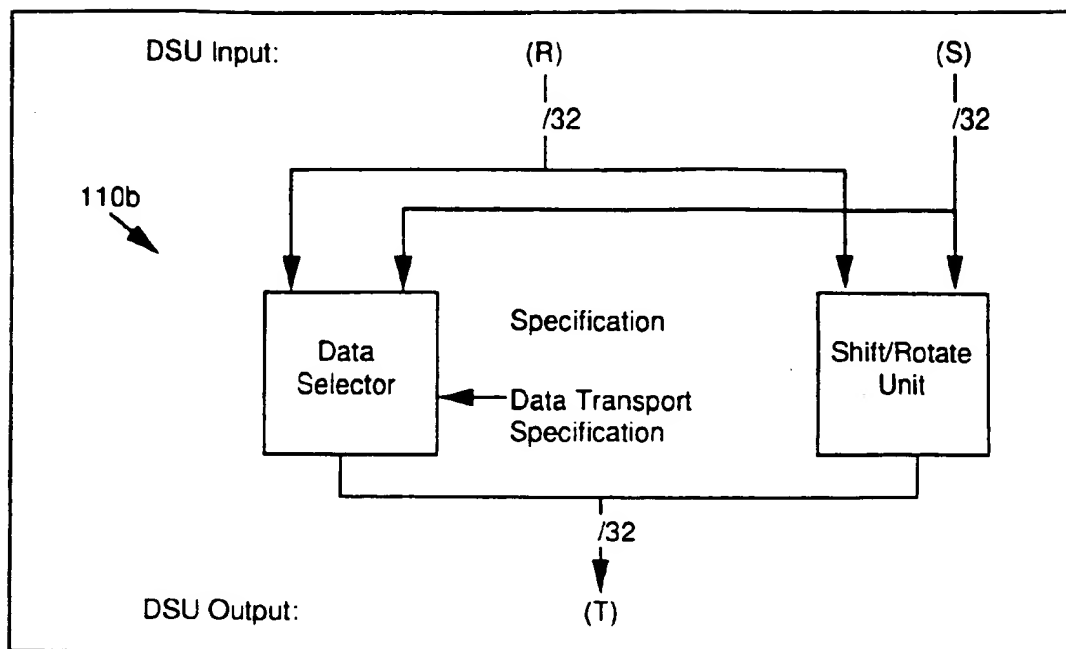 DSU Input: (R) (S)
/32 /32
110b
Specification
Data Selector
Shift/Rotate Unit
Data Transport Specification
/32
DSU Output: (T)